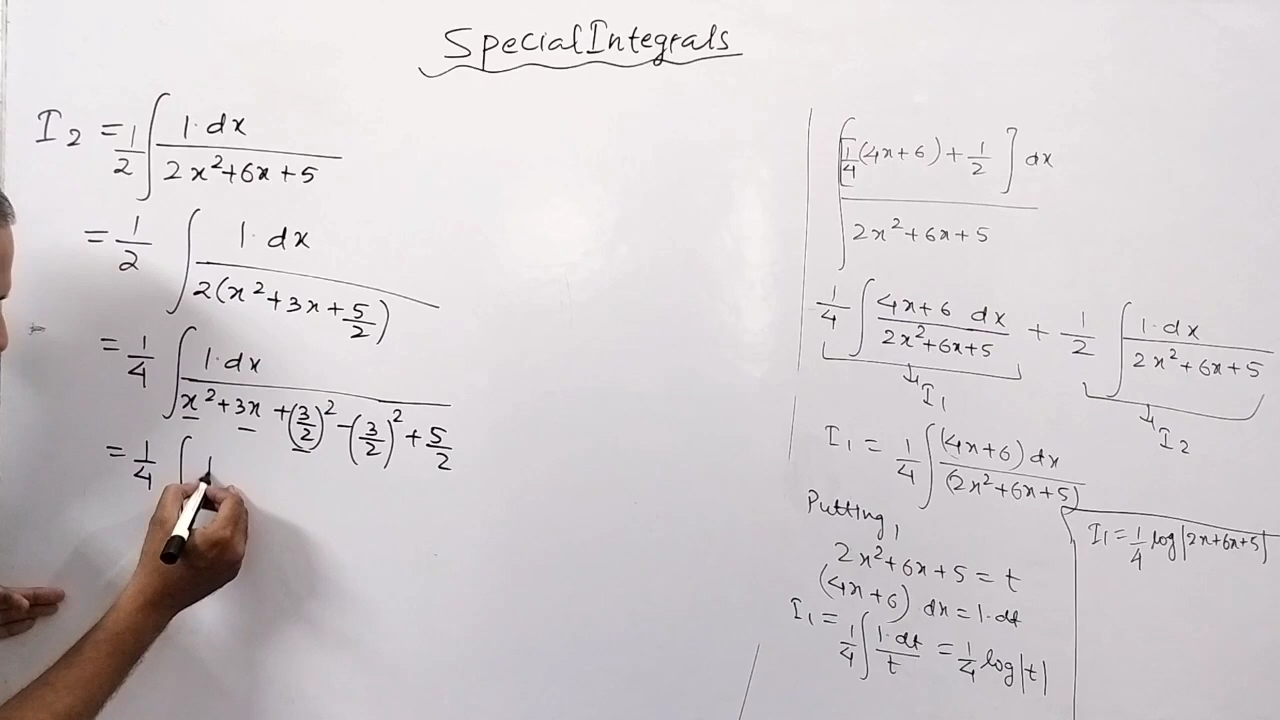 Special Integrals
I2 = 1/2 ∫ 1·dx / 2x²+6x+5
= 1/2 ∫ 1·dx / 2(x²+3x+5/2)
= 1/4 ∫ 1·dx / x²+3x+(3/2)²-(3/2)²+5/2
= 1/4 ∫ 1
∫ [1/4(4x+6)+1/2] dx / 2x²+6x+5
1/4 ∫ 4x+6 dx / 2x²+6x+5 + 1/2 ∫ 1·dx / 2x²+6x+5
I1 I2
I1 = 1/4 ∫ (4x+6) dx / (2x²+6x+5)
Putting,
2x²+6x+5 = t
(4x+6) dx = 1·dt
I1 = 1/4 ∫ 1·dt / t = 1/4 log|t|
I1 = 1/4 log|2x+6x+5|